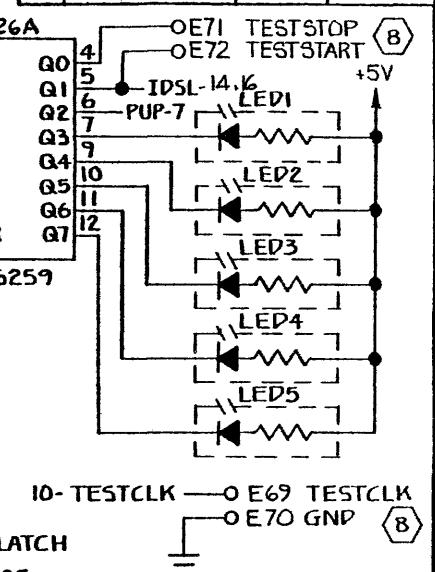 26A
E71 TESTSTOP
8
4
E72 TESTSTART
Q0
5
+5V
Q1
IDSL-14,16
6
LED1
Q2
PUP-7
7
Q3
9
LED2
Q4
10
Q5
11
Q6
12
Q7
LED3
6259
LED4
LED5
10- TESTCLK
E69 TESTCLK
E70 GND
8
LATCH